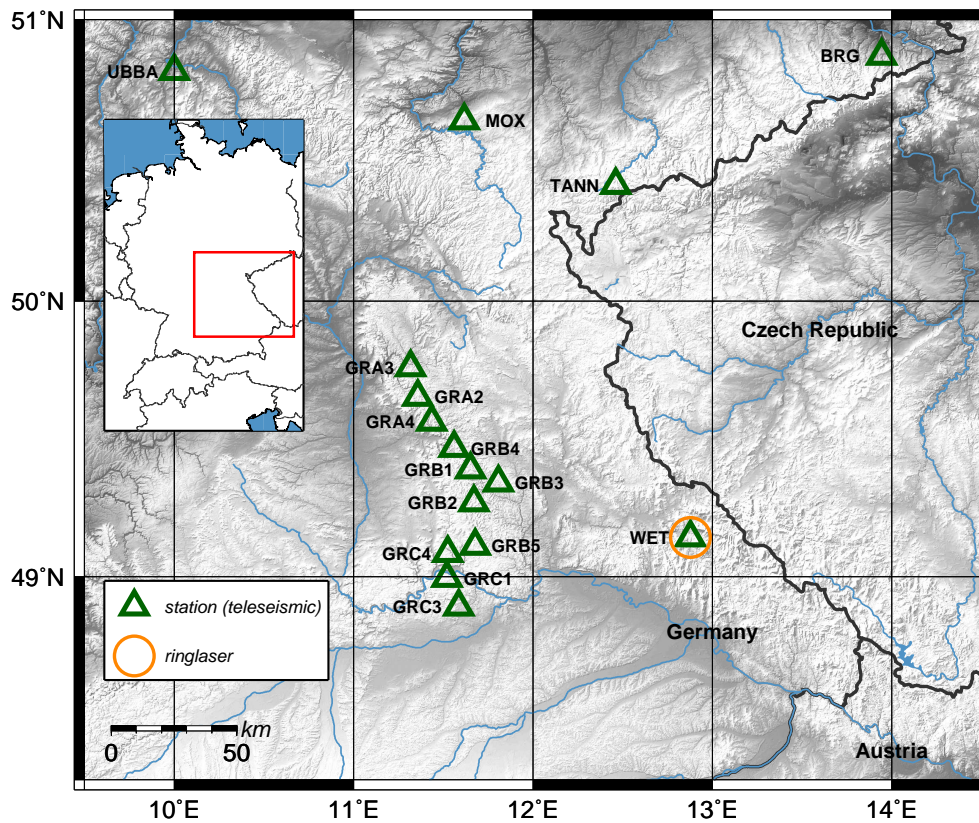 51˚N
BRG
UBBA
MOX
TANN
50˚N
Czech Republic
GRA3
GRA2
GRA4
GRB4
GRB1
GRB3
GRB2
WET
GRB5
GRC4
49˚N
GRC1
GRC3
station (teleseismic)
Germany
ringlaser
km
0 50
Austria
10˚E 11˚E 12˚E 13˚E 14˚E